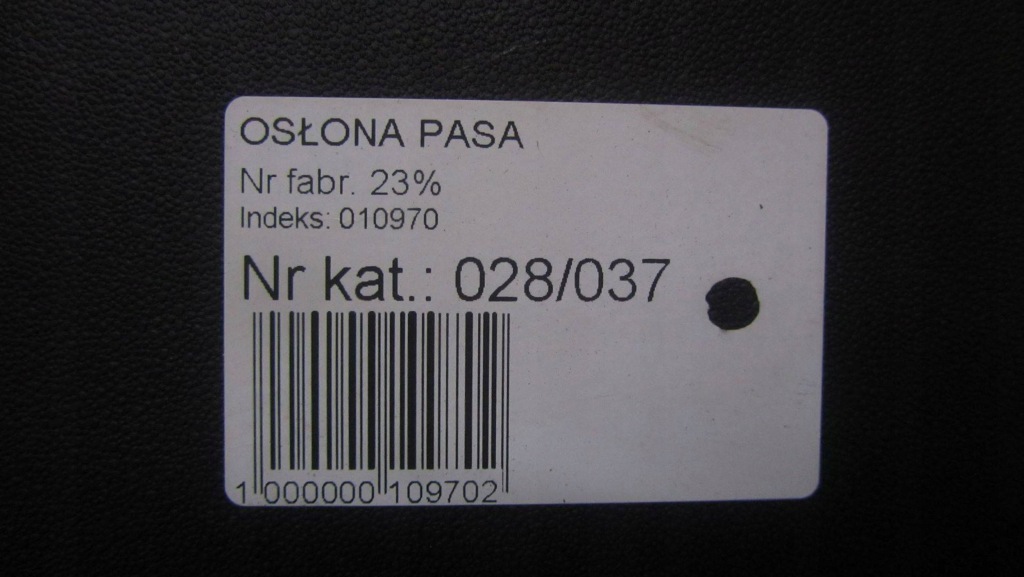 OSŁONA PASA
Nr fabr. 23%
Indeks: 010970
Nr kat.: 028/037
1 000000 109702